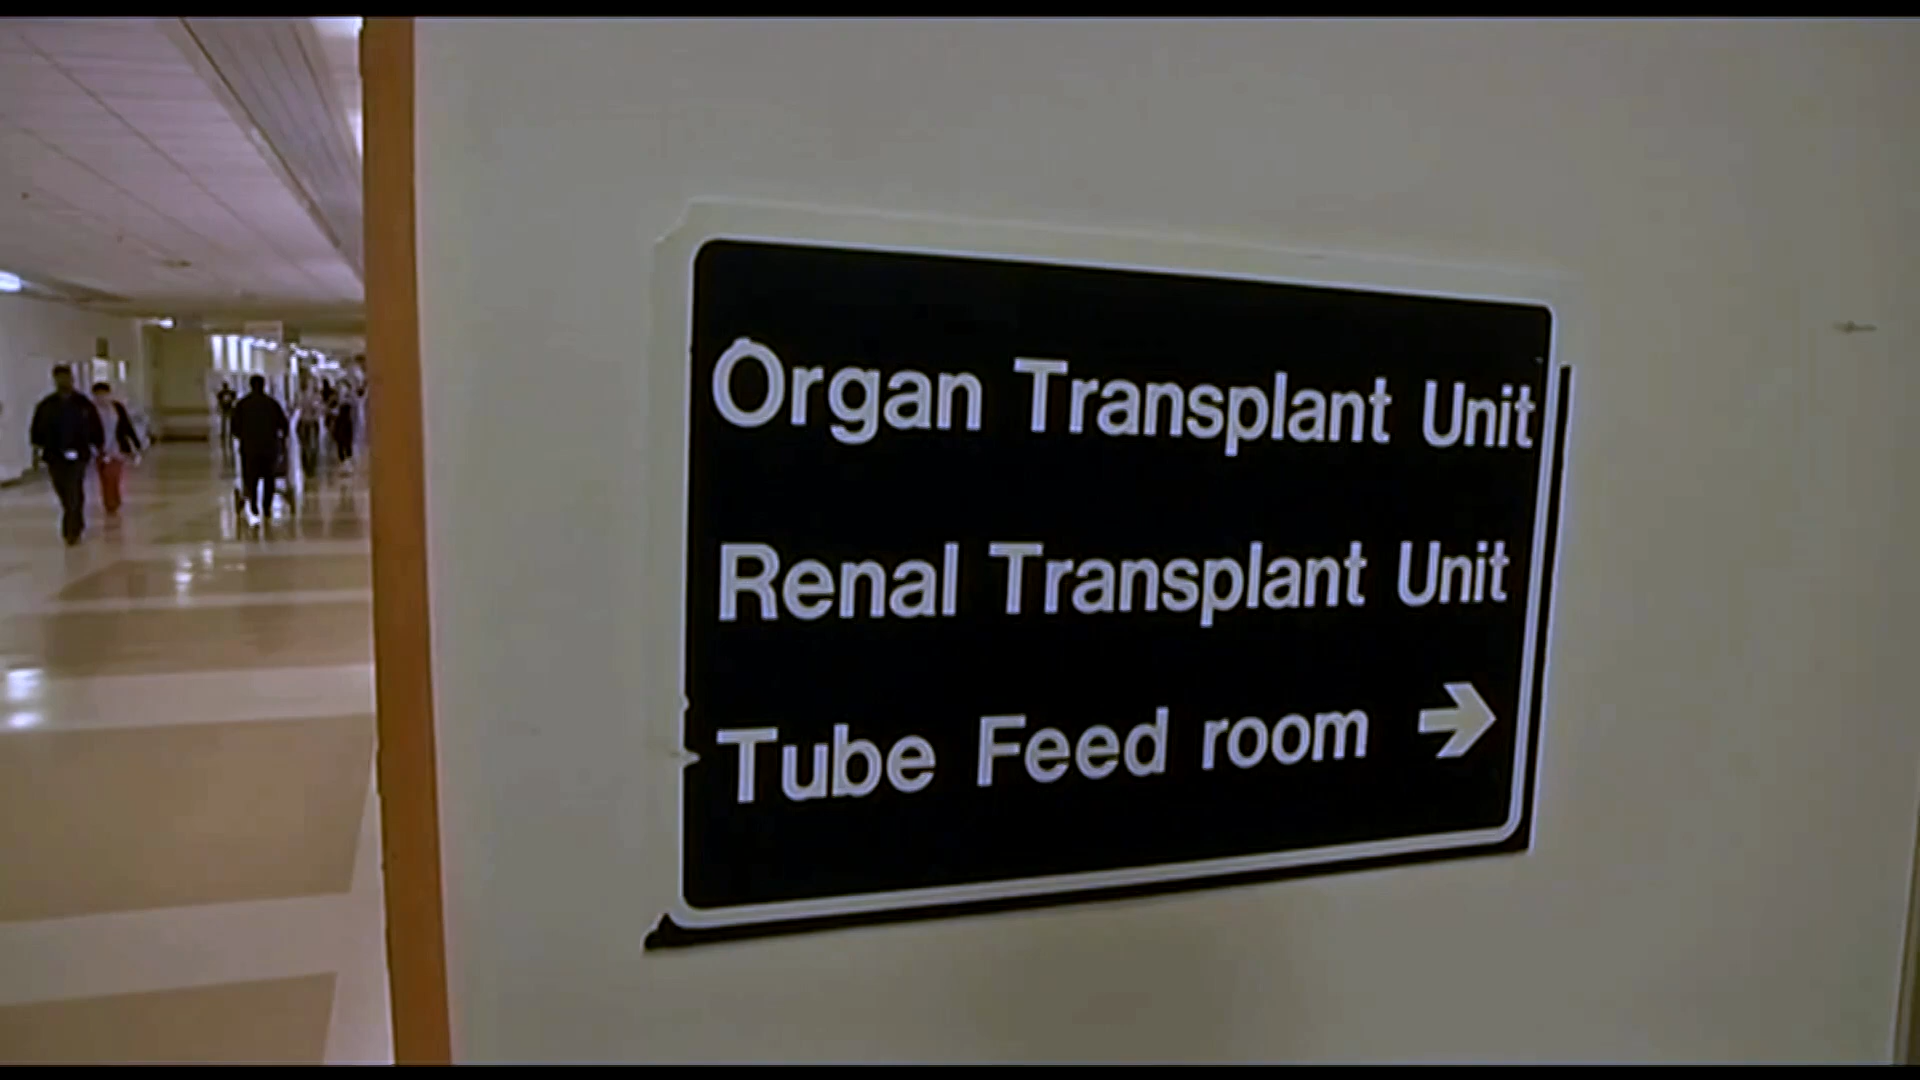 Organ Transplant Unit
Renal Transplant Unit
Tube Feed room →